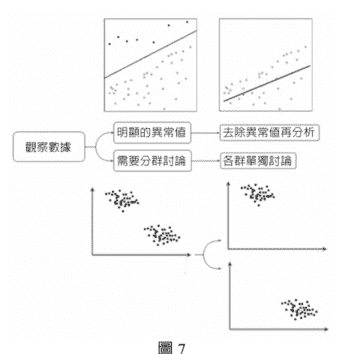 明顯的異常值
去除異常值再分析
觀察數據
需要分群討論
各群單獨討論
圖 7